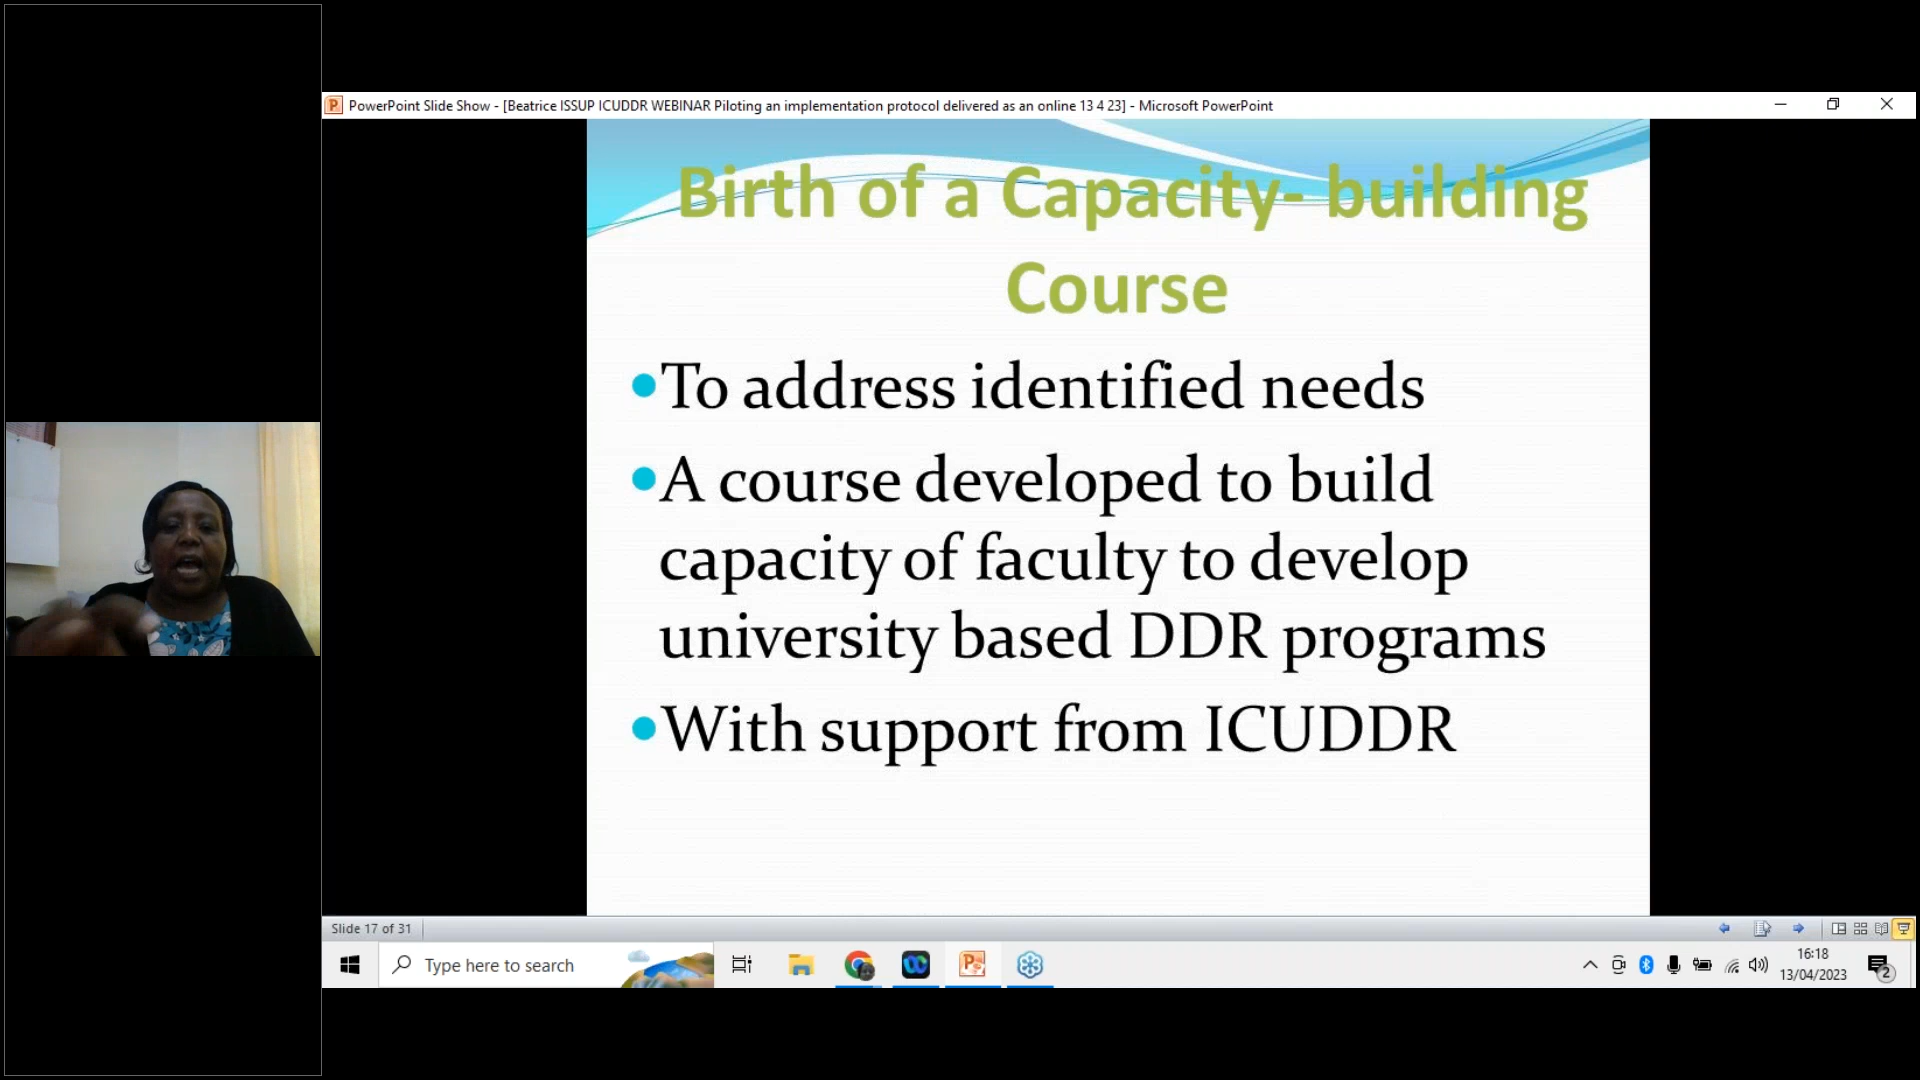 PowerPoint Slide Show - [Beatrice ISSUP ICUDDR WEBINAR Piloting an implementation protocol delivered as an online 13 4 23] - Microsoft PowerPoint
Birth of a Capacity- building
Course
•To address identified needs
•A course developed to build
capacity of faculty to develop
university based DDR programs
•With support from ICUDDR
Slide 17 of 31
Type here to search
16:18
13/04/2023
2